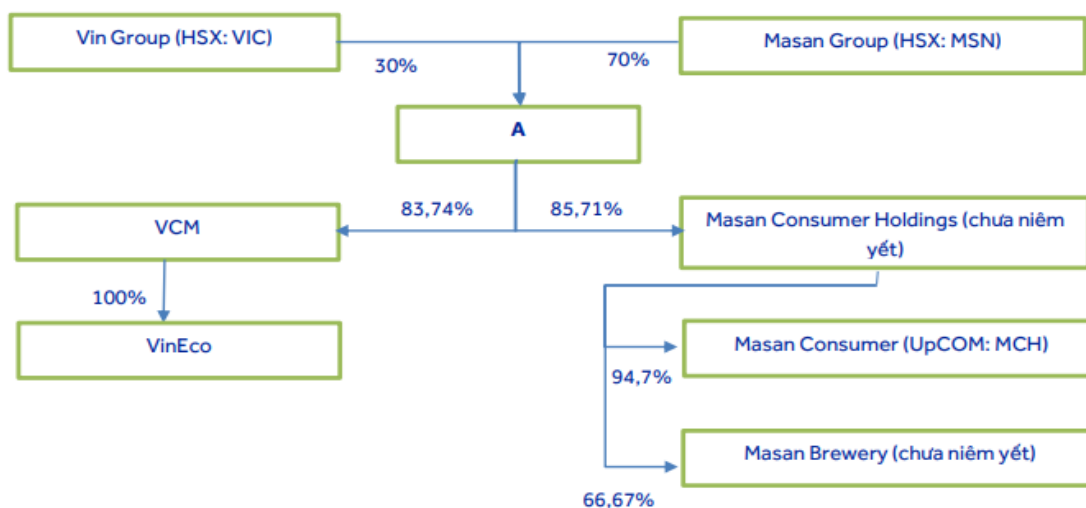 Vin Group (HSX: VIC)
Masan Group (HSX: MSN)
30%
70%
A
83,74%
85,71%
VCM
Masan Consumer Holdings (chưa niêm
yết)
100%
VinEco
Masan Consumer (UpCOM: MCH)
94,7%
Masan Brewery (chưa niêm yết)
66,67%